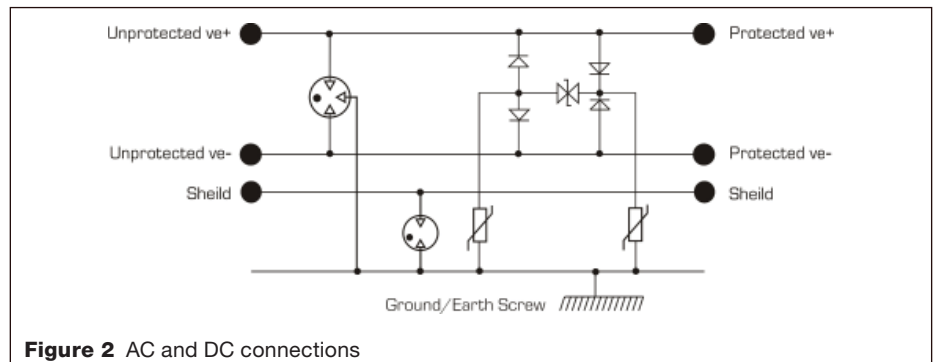 Unprotected ve+
Protected ve+
Unprotected ve-
Protected ve-
Sheild
Sheild
Ground/Earth Screw
Figure 2 AC and DC connections